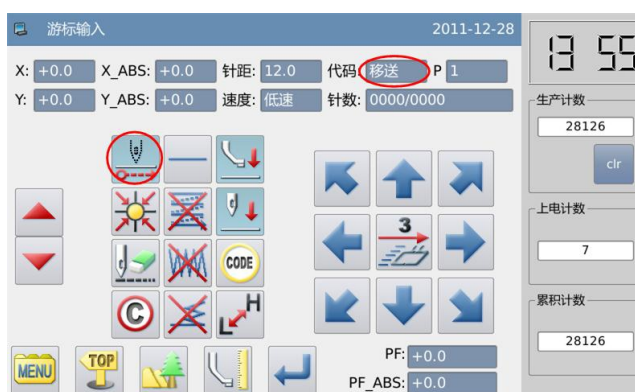 游标输入 2011-12-28
13 55
X: +0.0 X_ABS: +0.0 针距: 12.0 代码: 移送 P 1
Y: +0.0 Y_ABS: +0.0 速度: 低速 针数: 0000/0000
生产计数
28126
clr
上电计数
7
累积计数
28126
3
CODE
C
H
L
MENU
TOP
PF: +0.0
PF_ABS: +0.0